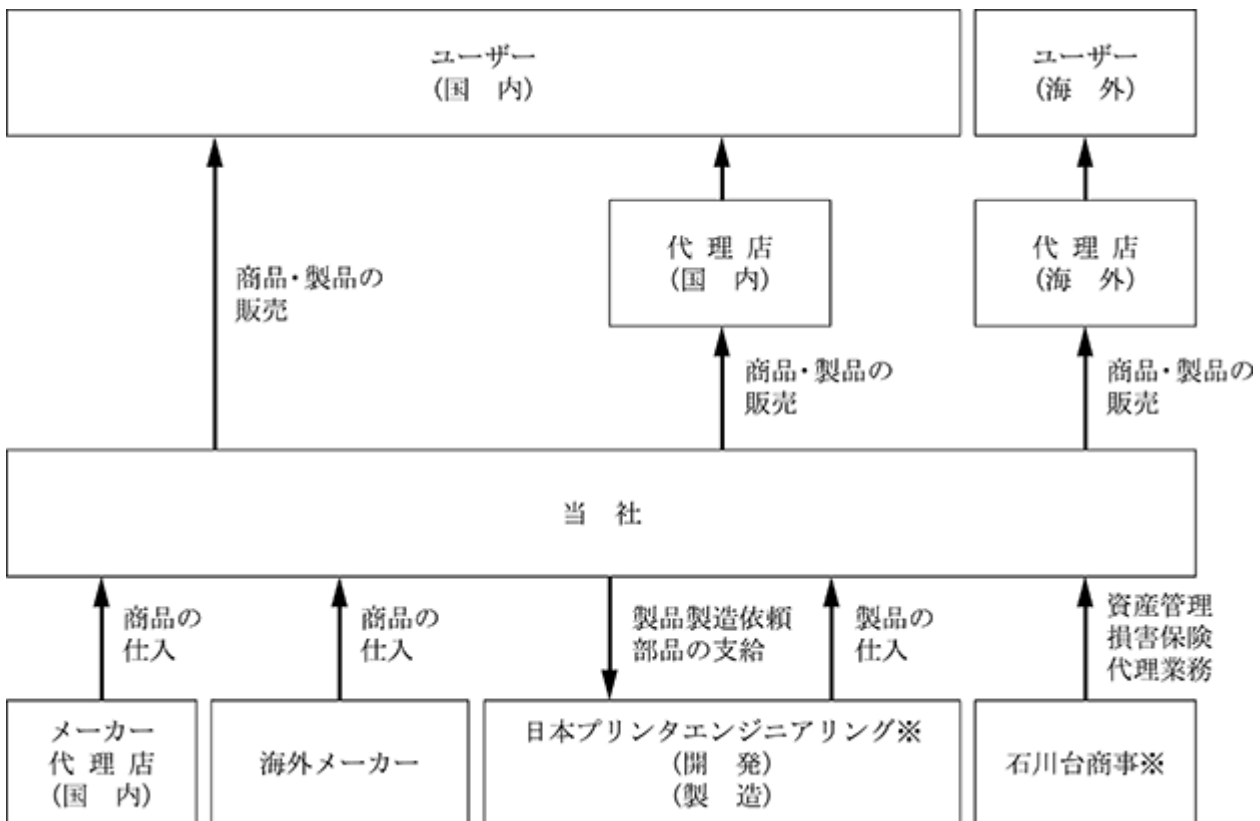 ユーザー
(国　内)
ユーザー
(海　外)
代 理 店
(国　内)
代 理 店
(海　外)
商品・製品の
販売
商品・製品の
販売
商品・製品の
販売
当　社
商品の
仕入
商品の
仕入
製品製造依頼
部品の支給
製品の
仕入
資産管理
損害保険
代理業務
メーカー
代 理 店
(国　内)
海外メーカー
日本プリンタエンジニアリング※
(開　発)
(製　造)
石川台商事※